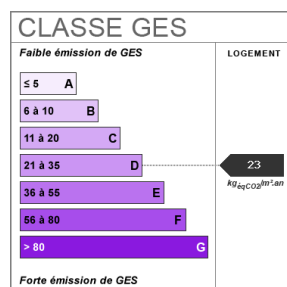 CLASSE GES
Faible émission de GES
LOGEMENT
≤ 5 A
6 à 10 B
11 à 20 C
21 à 35 D
23
kgéqCO2/m².an
36 à 55 E
56 à 80 F
> 80 G
Forte émission de GES